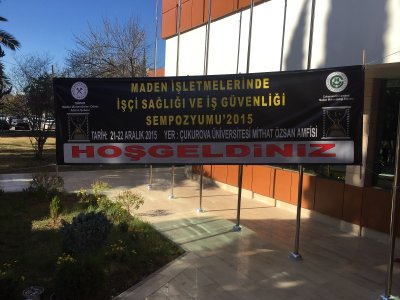 MADEN İŞLETMELERİNDE
İŞÇİ SAĞLIĞI VE İŞ GÜVENLİĞİ
SEMPOZYUMU'2015
TARİH: 21-22 ARALIK 2015 YER: ÇUKUROVA ÜNİVERSİTESİ MİTHAT ÖZSAN AMFİSİ
HOŞGELDİNİZ